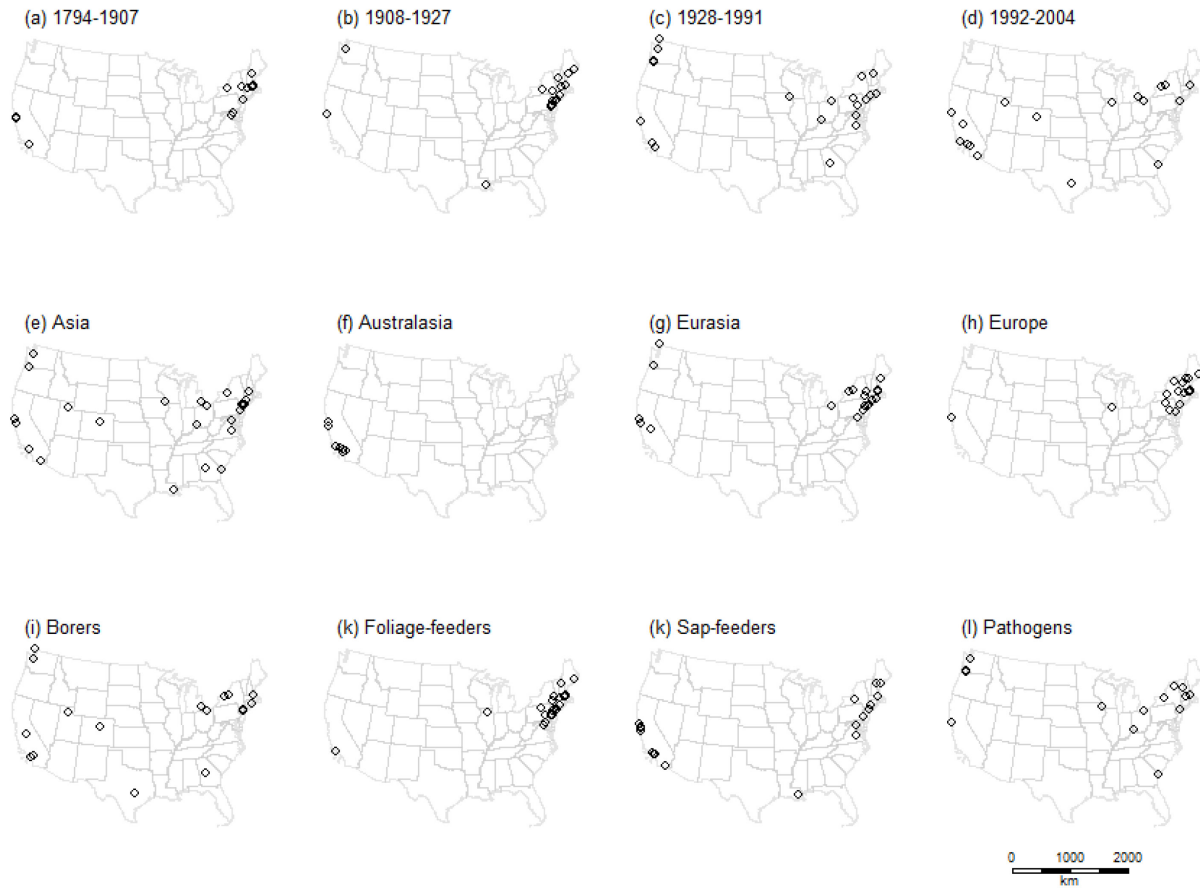 (a) 1794-1907
(b) 1908-1927
(c) 1928-1991
(d) 1992-2004
(e) Asia
(f) Australasia
(g) Eurasia
(h) Europe
(i) Borers
(k) Foliage-feeders
(k) Sap-feeders
(l) Pathogens
0 1000 2000
km